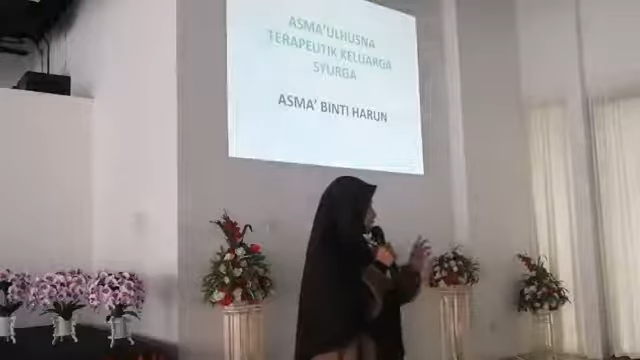 ASMA'ULHUSNA
TERAPEUTIK KELUARGA
SYURGA
ASMA' BINTI HARUN